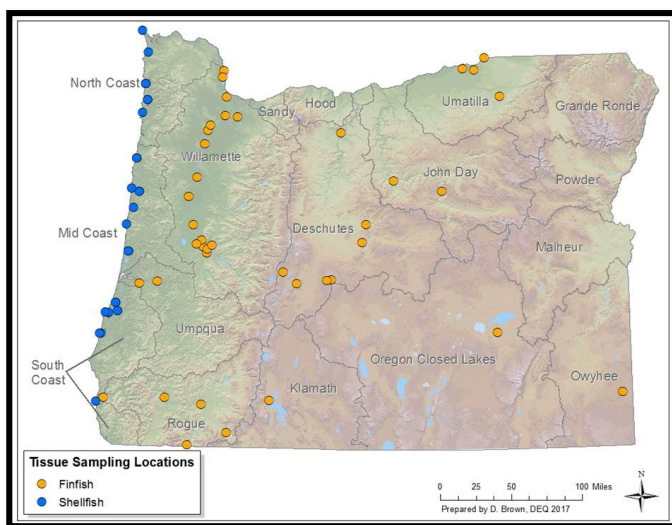 North Coast
Hood
Sandy
Umatilla
Grande Ronde
Willamette
John Day
Powder
Mid Coast
Deschutes
Malheur
Umpqua
South
Coast
Oregon Closed Lakes
Klamath
Owyhee
Rogue
Tissue Sampling Locations
Finfish
Shellfish
N
0 25 50 100 Miles
Prepared by D. Brown, DEQ 2017